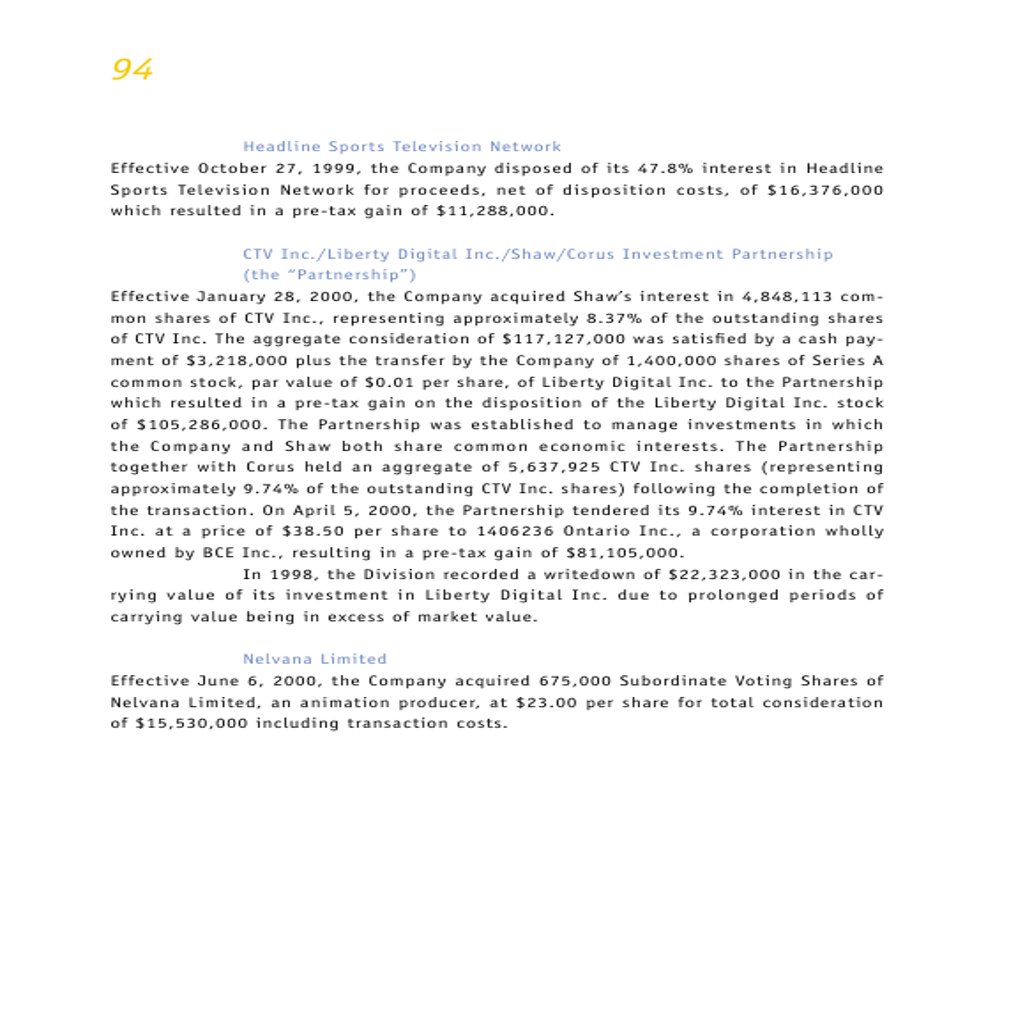 94
Headline Sports Television Network
Effective October 27, 1999, the Company disposed of its 47.8% interest in Headline
Sports Television Network for proceeds, net of disposition costs, of $16,376,000
which resulted in a pre-tax gain of $11,288,000.
CTV Inc./Liberty Digital Inc./Shaw/Corus Investment Partnership
(the “Partnership”)
Effective January 28, 2000, the Company acquired Shaw’s interest in 4,848,113 com-
mon shares of CTV Inc., representing approximately 8.37% of the outstanding shares
of CTV Inc. The aggregate consideration of $117,127,000 was satisfied by a cash pay-
ment of $3,218,000 plus the transfer by the Company of 1,400,000 shares of Series A
common stock, par value of $0.01 per share, of Liberty Digital Inc. to the Partnership
which resulted in a pre-tax gain on the disposition of the Liberty Digital Inc. stock
of $105,286,000. The Partnership was established to manage investments in which
the Company and Shaw both share common economic interests. The Partnership
together with Corus held an aggregate of 5,637,925 CTV Inc. shares (representing
approximately 9.74% of the outstanding CTV Inc. shares) following the completion of
the transaction. On April 5, 2000, the Partnership tendered its 9.74% interest in CTV
Inc. at a price of $38.50 per share to 1406236 Ontario Inc., a corporation wholly
owned by BCE Inc., resulting in a pre-tax gain of $81,105,000.
In 1998, the Division recorded a writedown of $22,323,000 in the car-
rying value of its investment in Liberty Digital Inc. due to prolonged periods of
carrying value being in excess of market value.
Nelvana Limited
Effective June 6, 2000, the Company acquired 675,000 Subordinate Voting Shares of
Nelvana Limited, an animation producer, at $23.00 per share for total consideration
of $15,530,000 including transaction costs.